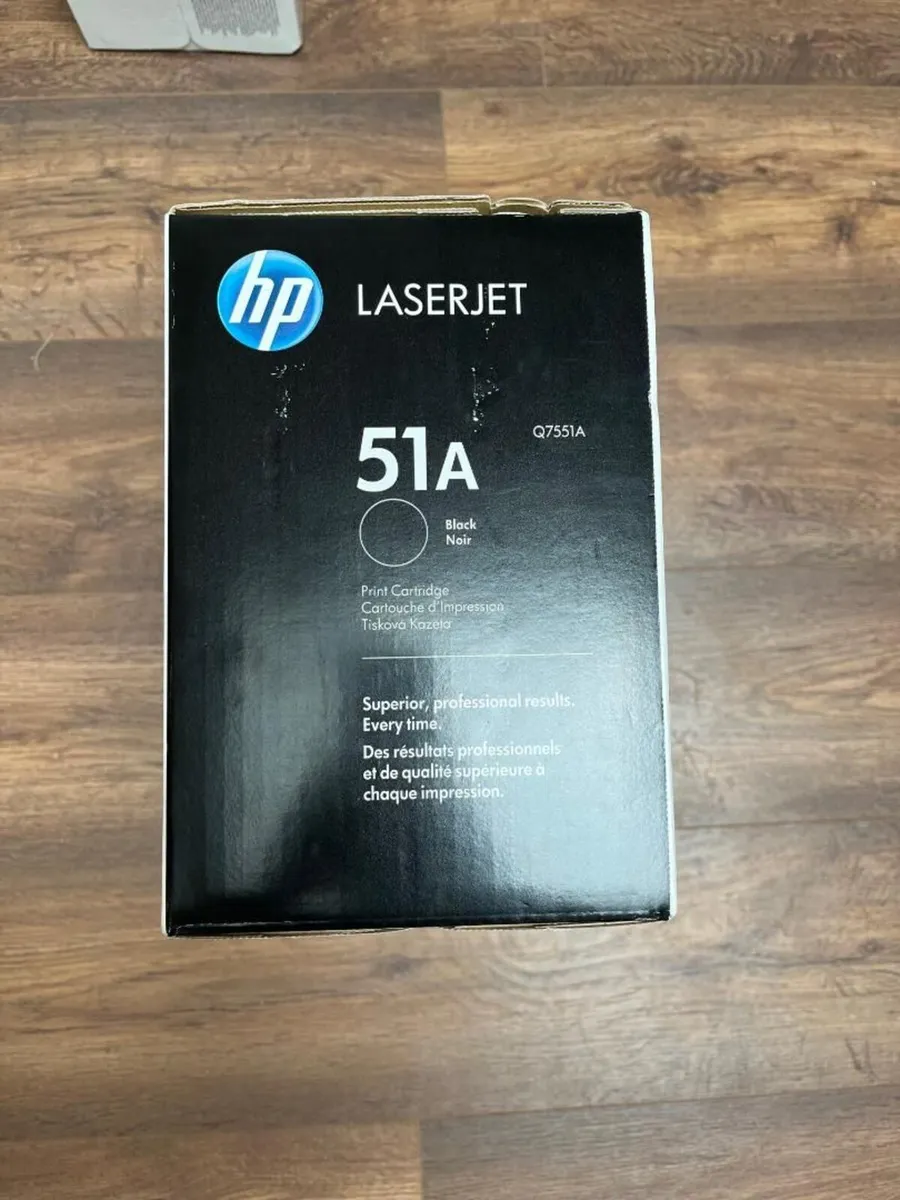 hp
LASERJET
51A
Q7551A
Black
Noir
Print Cartridge
Cartouche d'Impression
Tisková Kazeta
Superior, professional results.
Every time.
Des résultats professionnels
et de qualité supérieure à
chaque impression.